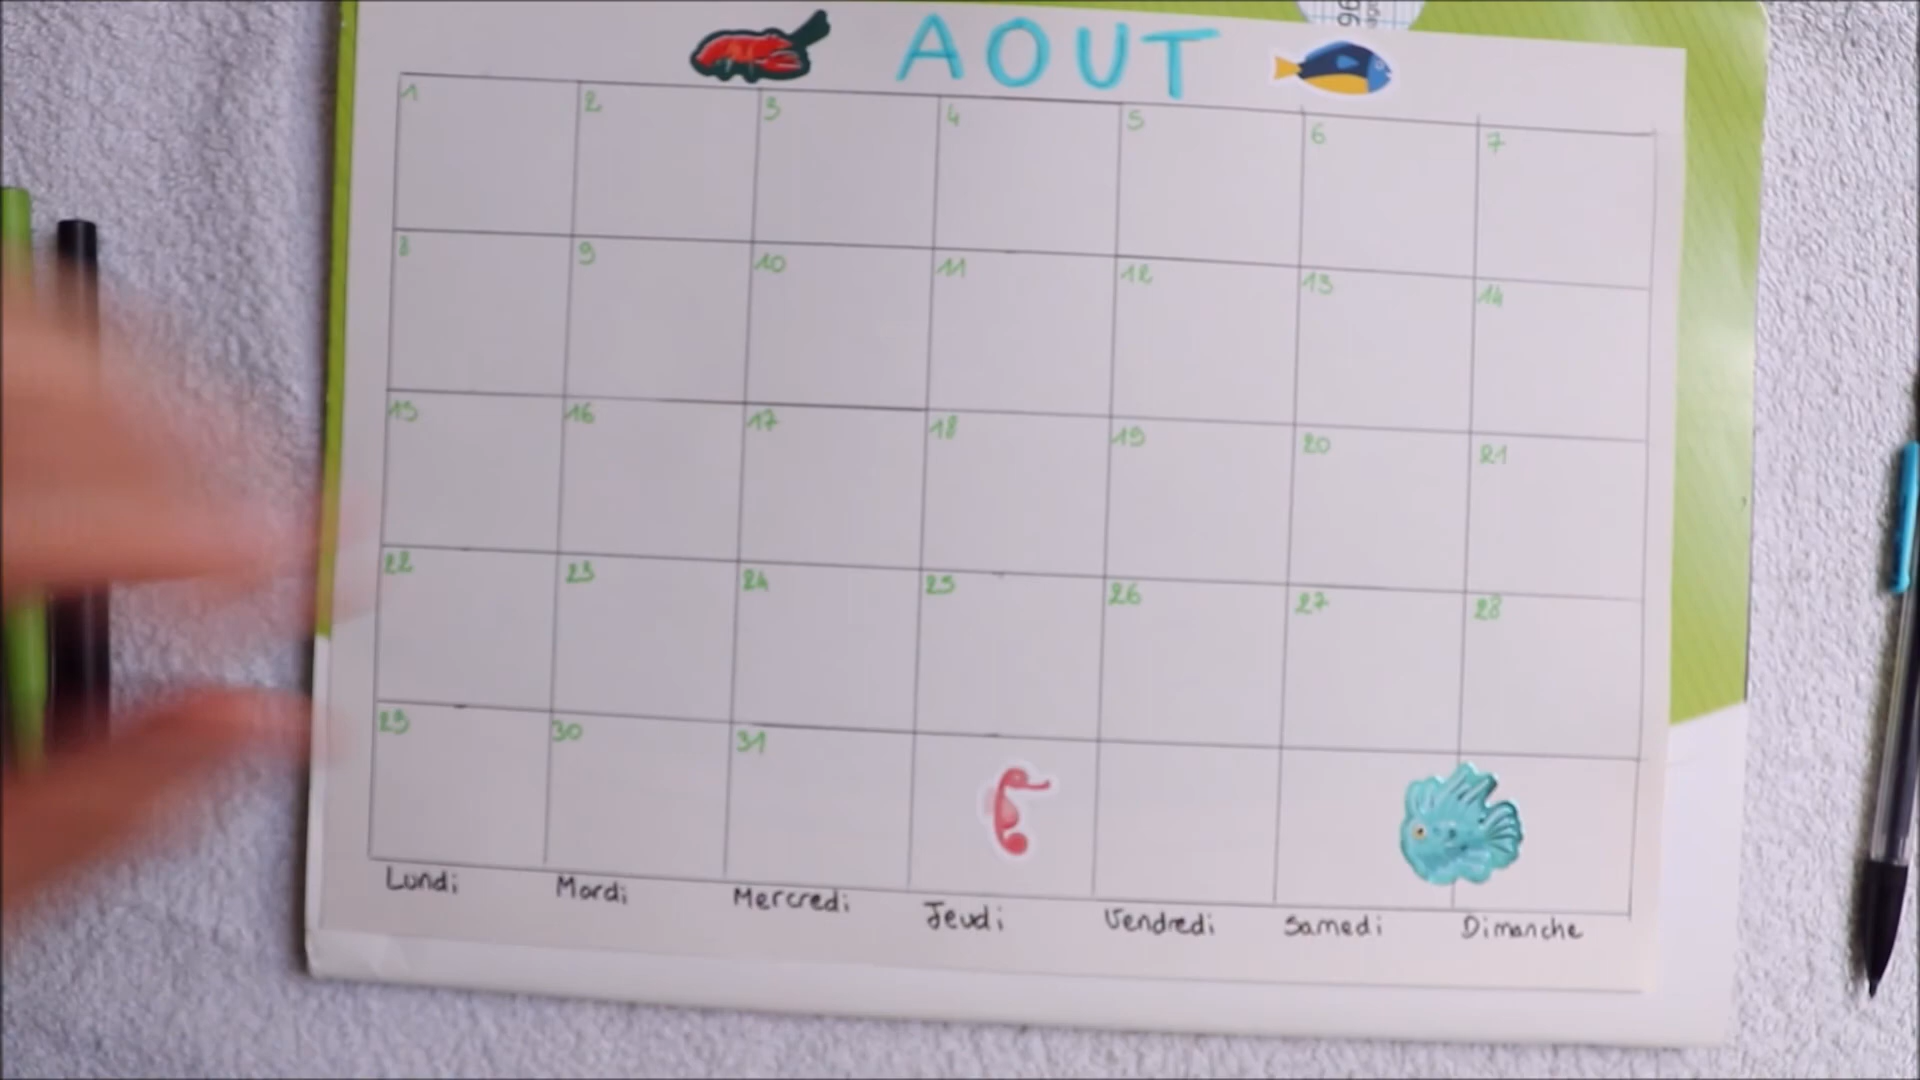 AOUT
1 2 3 4 5 6 7
8 9 10 11 12 13 14
15 16 17 18 19 20 21
22 23 24 25 26 27 28
29 30 31
Lundi Mardi Mercredi Jeudi Vendredi Samedi Dimanche